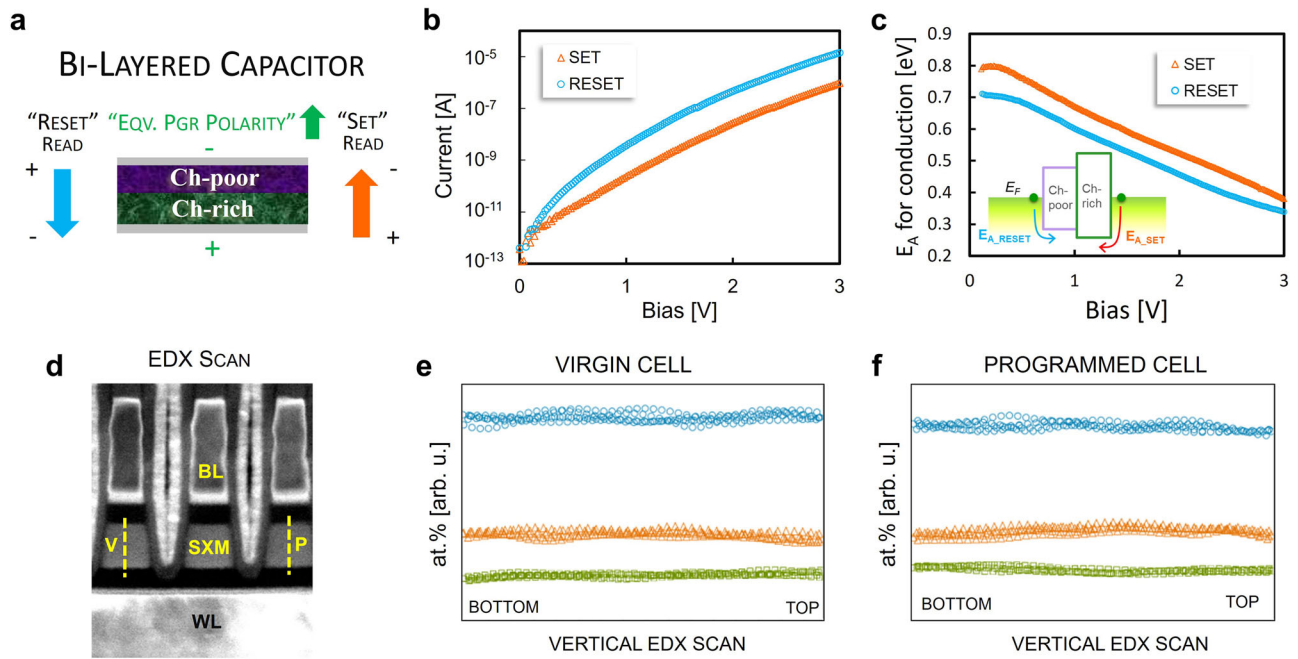 a
BI-LAYERED CAPACITOR
“RESET” READ
“EQV. PGR POLARITY”
“SET” READ
+
-
-
Ch-poor
Ch-rich
-
+
+
b
SET
RESET
Current [A]
10-5
10-7
10-9
10-11
10-13
0
1
2
3
Bias [V]
c
SET
RESET
EA for conduction [eV]
0.9
0.8
0.7
0.6
0.5
0.4
0.3
0.2
EF
Ch-poor
Ch-rich
EA_RESET
EA_SET
0
1
2
3
Bias [V]
d
EDX SCAN
BL
V
SXM
P
WL
e
VIRGIN CELL
at.% [arb. u.]
BOTTOM
TOP
VERTICAL EDX SCAN
f
PROGRAMMED CELL
at.% [arb. u.]
BOTTOM
TOP
VERTICAL EDX SCAN